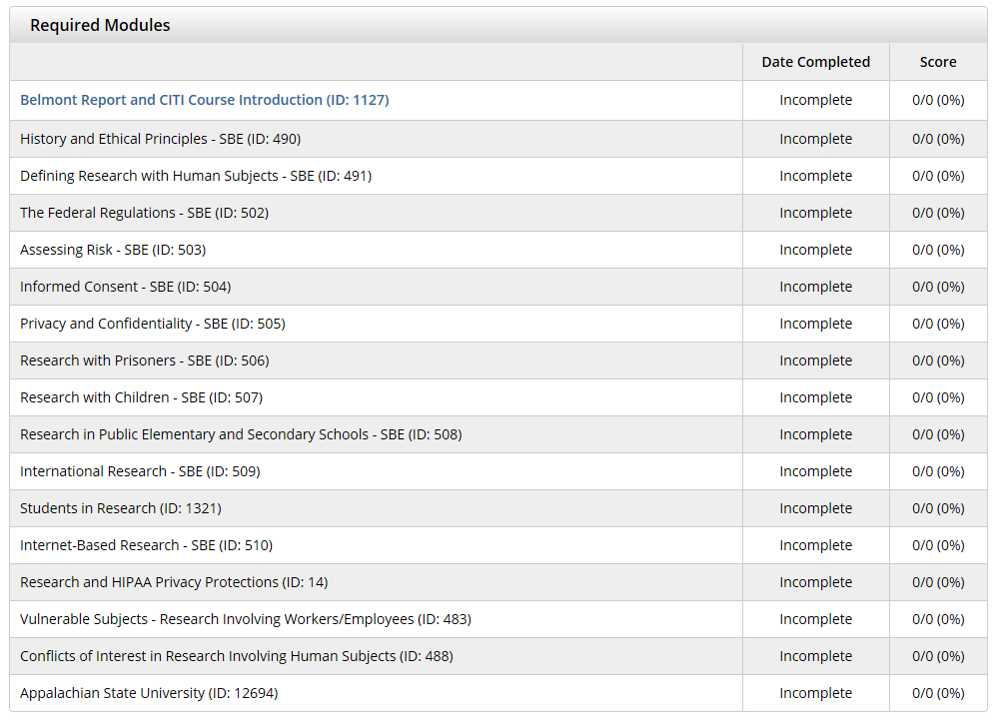 Required Modules
Date Completed Score
Belmont Report and CITI Course Introduction (ID: 1127) Incomplete 0/0 (0%)
History and Ethical Principles - SBE (ID: 490) Incomplete 0/0 (0%)
Defining Research with Human Subjects - SBE (ID: 491) Incomplete 0/0 (0%)
The Federal Regulations - SBE (ID: 502) Incomplete 0/0 (0%)
Assessing Risk - SBE (ID: 503) Incomplete 0/0 (0%)
Informed Consent - SBE (ID: 504) Incomplete 0/0 (0%)
Privacy and Confidentiality - SBE (ID: 505) Incomplete 0/0 (0%)
Research with Prisoners - SBE (ID: 506) Incomplete 0/0 (0%)
Research with Children - SBE (ID: 507) Incomplete 0/0 (0%)
Research in Public Elementary and Secondary Schools - SBE (ID: 508) Incomplete 0/0 (0%)
International Research - SBE (ID: 509) Incomplete 0/0 (0%)
Students in Research (ID: 1321) Incomplete 0/0 (0%)
Internet-Based Research - SBE (ID: 510) Incomplete 0/0 (0%)
Research and HIPAA Privacy Protections (ID: 14) Incomplete 0/0 (0%)
Vulnerable Subjects - Research Involving Workers/Employees (ID: 483) Incomplete 0/0 (0%)
Conflicts of Interest in Research Involving Human Subjects (ID: 488) Incomplete 0/0 (0%)
Appalachian State University (ID: 12694) Incomplete 0/0 (0%)